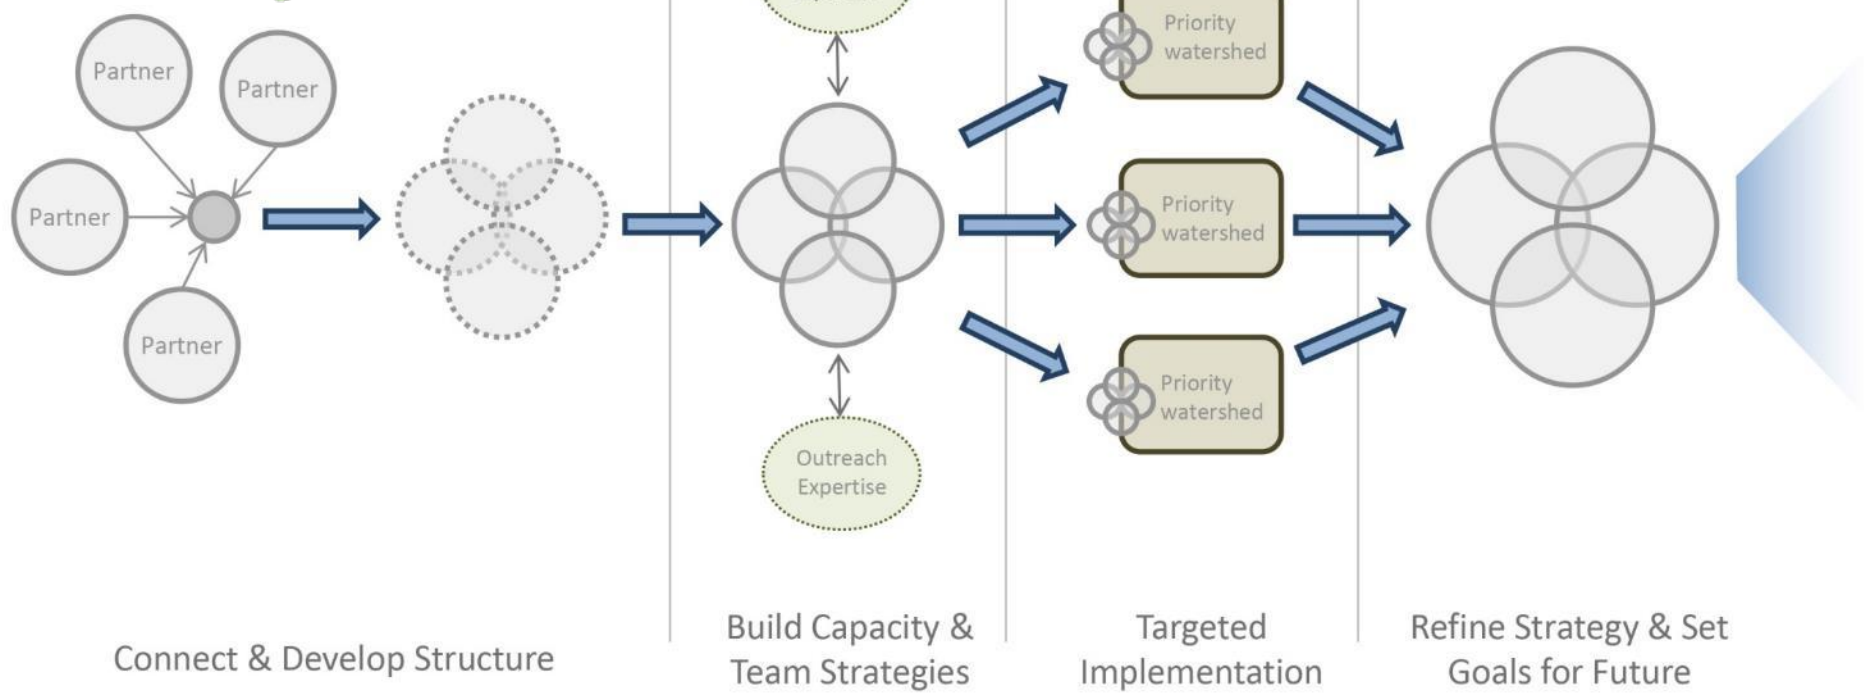 Partner
Partner
Partner
Partner
Outreach
Expertise
Priority
watershed
Priority
watershed
Priority
watershed
Connect & Develop Structure
Build Capacity &
Team Strategies
Targeted
Implementation
Refine Strategy & Set
Goals for Future